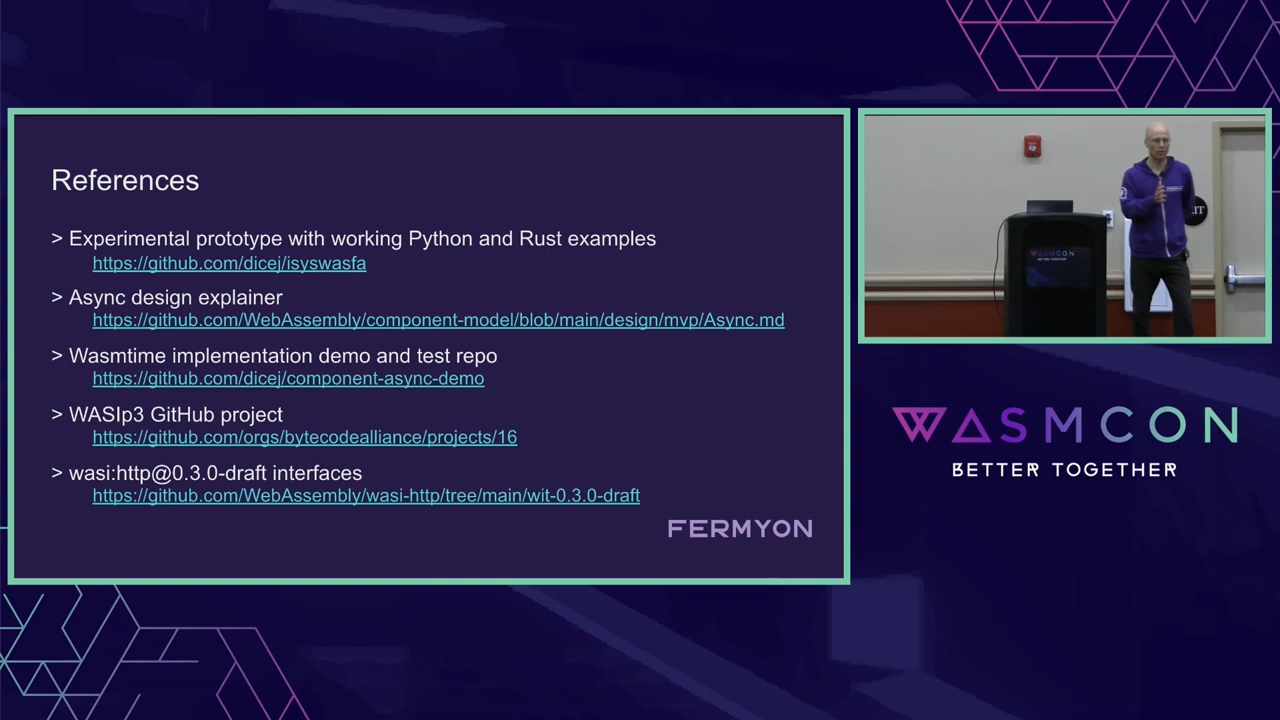 References
> Experimental prototype with working Python and Rust examples
https://github.com/dicej/isyswasfa
> Async design explainer
https://github.com/WebAssembly/component-model/blob/main/design/mvp/Async.md
> Wasmtime implementation demo and test repo
https://github.com/dicej/component-async-demo
> WASIp3 GitHub project
https://github.com/orgs/bytecodealliance/projects/16
> wasi:http@0.3.0-draft interfaces
https://github.com/WebAssembly/wasi-http/tree/main/wit-0.3.0-draft
FERMYON
WASMCON
BETTER TOGETHER
IT
WASMCON
BETTER TOGETHER